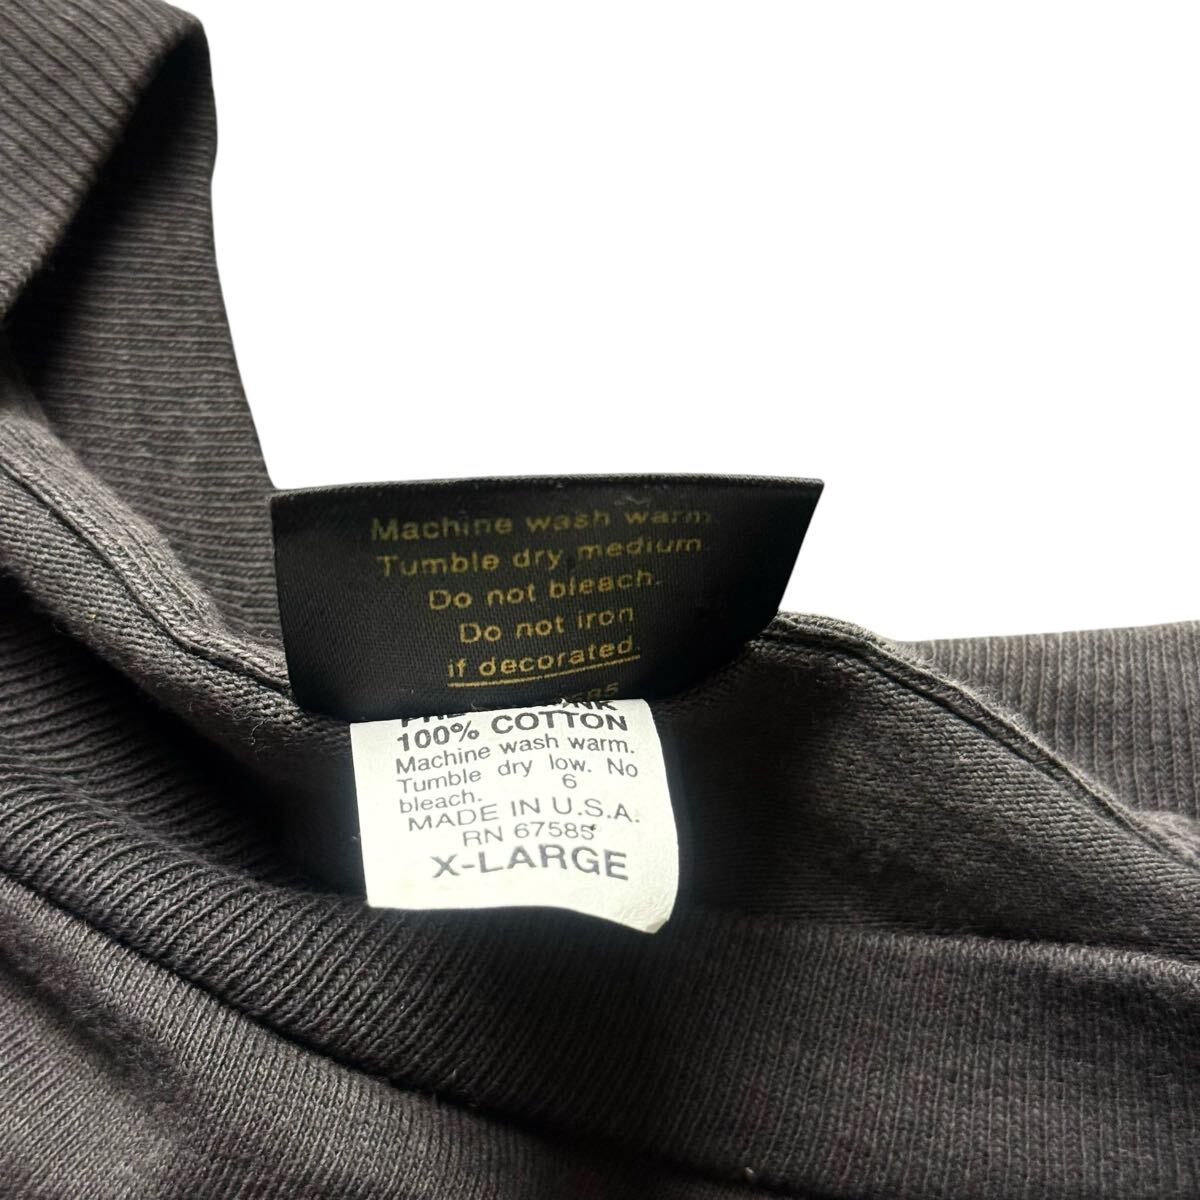 Machine wash warm.
Tumble dry medium
Do not bleach.
Do not iron
if decorated.
100% COTTON
Machine wash warm.
Tumble dry low. No
bleach. 6
MADE IN U.S.A.
RN 67585
X-LARGE